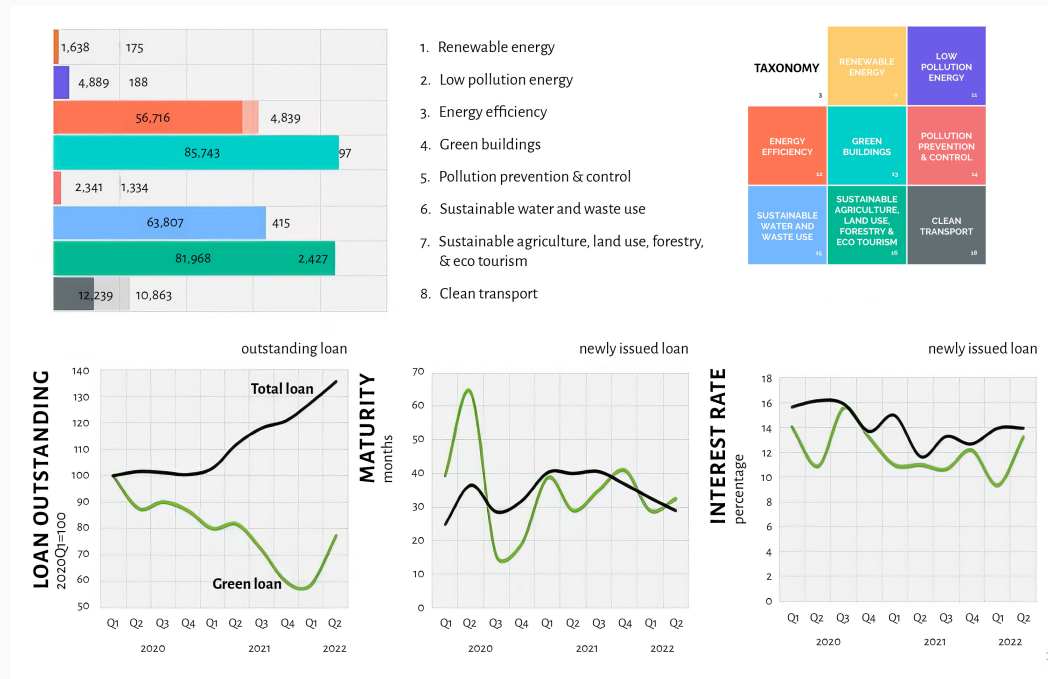 1,638 175
4,889 188
56,716 4,839
85,743 97
2,341 1,334
63,807 415
81,968 2,427
12,239 10,863
1. Renewable energy
2. Low pollution energy
3. Energy efficiency
4. Green buildings
5. Pollution prevention & control
6. Sustainable water and waste use
7. Sustainable agriculture, land use, forestry,
& eco tourism
8. Clean transport
TAXONOMY
3
RENEWABLE
ENERGY
LOW
POLLUTION
ENERGY
11
ENERGY
EFFICIENCY
12
GREEN
BUILDINGS
13
POLLUTION
PREVENTION
& CONTROL
14
SUSTAINABLE
WATER AND
WASTE USE
15
SUSTAINABLE
AGRICULTURE,
LAND USE,
FORESTRY &
ECO TOURISM
16
CLEAN
TRANSPORT
18
LOAN OUTSTANDING
2020Q1=100
outstanding loan
140
130
120
110
100
90
80
70
60
50
Total loan
Green loan
Q1 Q2 Q3 Q4 Q1 Q2 Q3 Q4 Q1 Q2
2020 2021 2022
MATURITY
months
newly issued loan
70
60
50
40
30
20
10
0
Q1 Q2 Q3 Q4 Q1 Q2 Q3 Q4 Q1 Q2
2020 2021 2022
INTEREST RATE
percentage
newly issued loan
18
16
14
12
10
8
6
4
2
0
Q1 Q2 Q3 Q4 Q1 Q2 Q3 Q4 Q1 Q2
2020 2021 2022